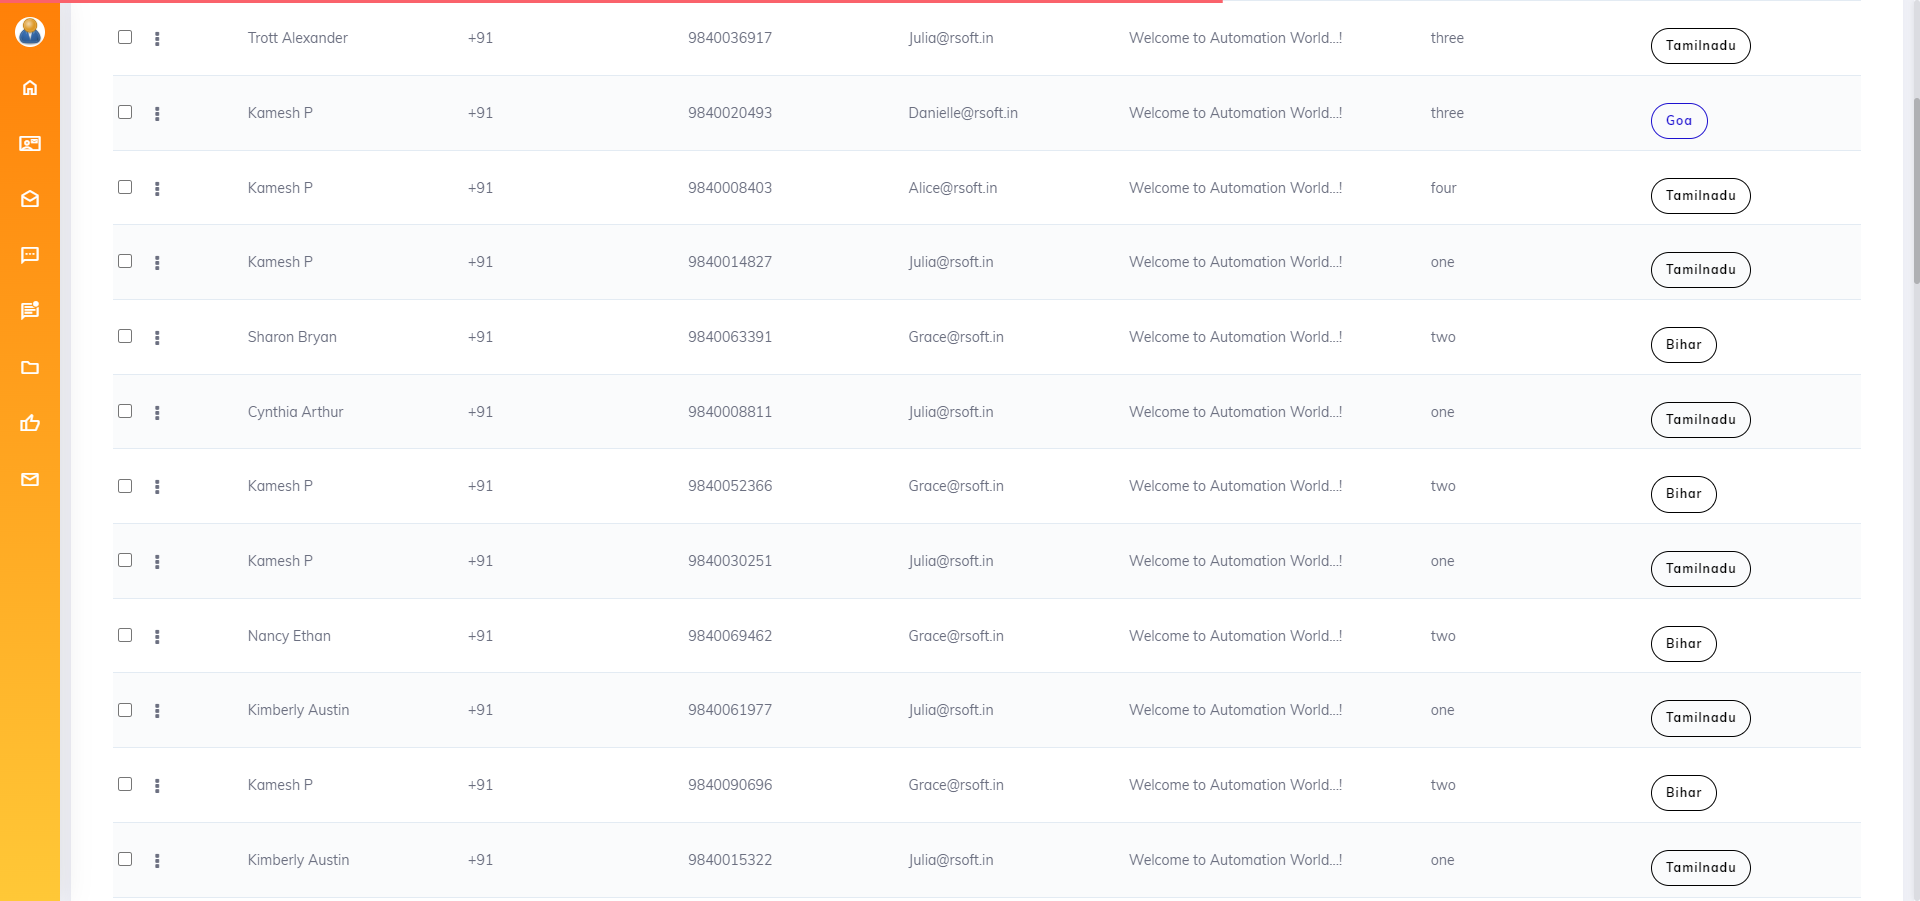 Trott Alexander +91 9840036917 Julia@rsoft.in Welcome to Automation World...! three Tamilnadu
Kamesh P +91 9840020493 Danielle@rsoft.in Welcome to Automation World...! three Goa
Kamesh P +91 9840008403 Alice@rsoft.in Welcome to Automation World...! four Tamilnadu
Kamesh P +91 9840014827 Julia@rsoft.in Welcome to Automation World...! one Tamilnadu
Sharon Bryan +91 9840063391 Grace@rsoft.in Welcome to Automation World...! two Bihar
Cynthia Arthur +91 9840008811 Julia@rsoft.in Welcome to Automation World...! one Tamilnadu
Kamesh P +91 9840052366 Grace@rsoft.in Welcome to Automation World...! two Bihar
Kamesh P +91 9840030251 Julia@rsoft.in Welcome to Automation World...! one Tamilnadu
Nancy Ethan +91 9840069462 Grace@rsoft.in Welcome to Automation World...! two Bihar
Kimberly Austin +91 9840061977 Julia@rsoft.in Welcome to Automation World...! one Tamilnadu
Kamesh P +91 9840090696 Grace@rsoft.in Welcome to Automation World...! two Bihar
Kimberly Austin +91 9840015322 Julia@rsoft.in Welcome to Automation World...! one Tamilnadu